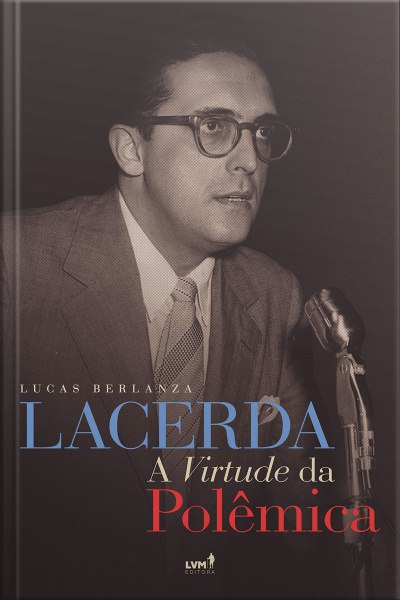 LUCAS BERLANZA
LACERDA
A Virtude da
Polêmica
LVM
EDITORA